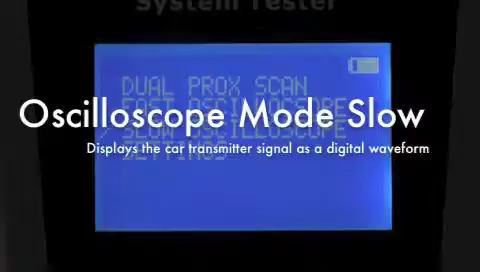 System Tester
DUAL PROX SCAN
FAST OSCILLOSCOPE
Oscilloscope Mode Slow
SLOW OSCILLOSCOPE
Displays the car transmitter signal as a digital waveform
SETTINGS